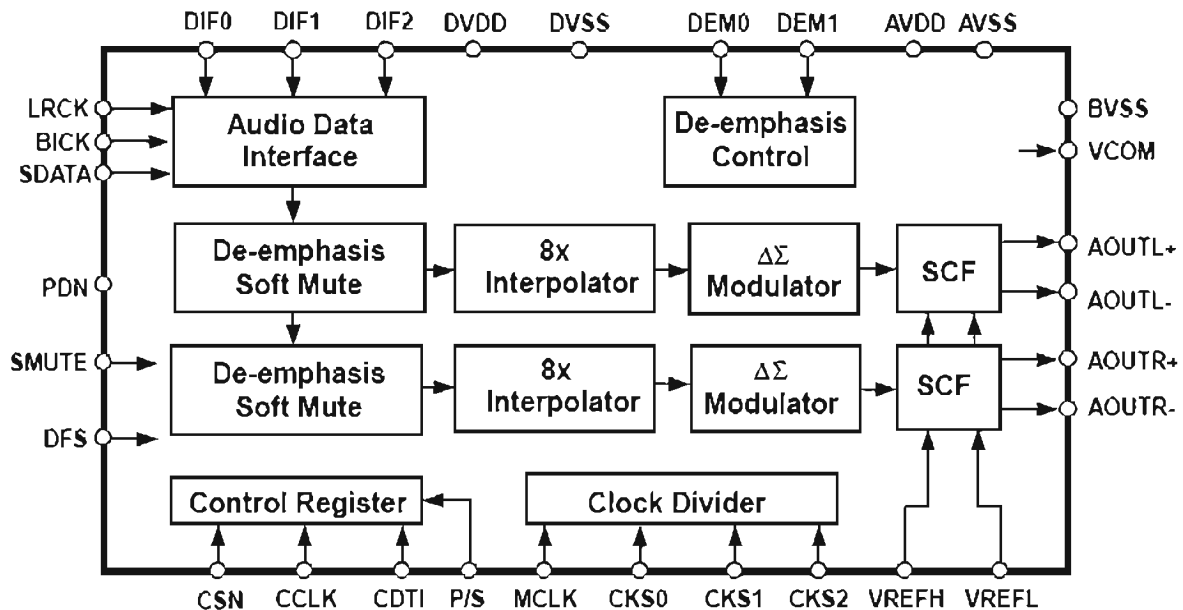 DIF0 DIF1 DIF2 DVDD DVSS DEM0 DEM1 AVDD AVSS
LRCK
BICK
SDATA
Audio Data
Interface
De-emphasis
Control
BVSS
VCOM
PDN
De-emphasis
Soft Mute
8x
Interpolator
ΔΣ
Modulator
SCF
AOUTL+
AOUTL-
SMUTE
DFS
De-emphasis
Soft Mute
8x
Interpolator
ΔΣ
Modulator
SCF
AOUTR+
AOUTR-
Control Register
Clock Divider
CSN CCLK CDTI P/S MCLK CKS0 CKS1 CKS2 VREFH VREFL